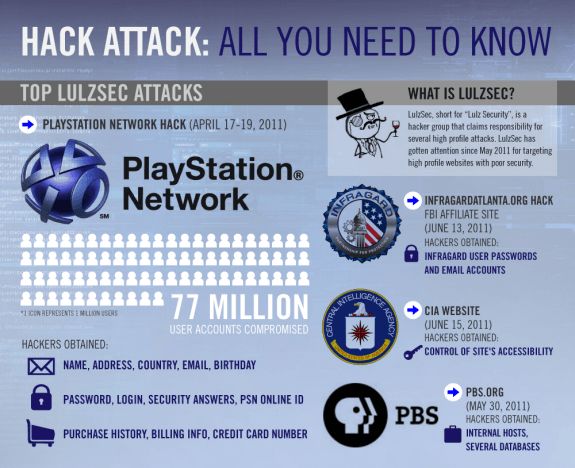 HACK ATTACK: ALL YOU NEED TO KNOW
TOP LULZSEC ATTACKS
PLAYSTATION NETWORK HACK (APRIL 17-19, 2011)
PlayStation®
Network
SM
*1 ICON REPRESENTS 1 MILLION USERS
77 MILLION
USER ACCOUNTS COMPROMISED
HACKERS OBTAINED:
NAME, ADDRESS, COUNTRY, EMAIL, BIRTHDAY
PASSWORD, LOGIN, SECURITY ANSWERS, PSN ONLINE ID
PURCHASE HISTORY, BILLING INFO, CREDIT CARD NUMBER
WHAT IS LULZSEC?
LulzSec, short for "Lulz Security", is a
hacker group that claims responsibility for
several high profile attacks. LulzSec has
gotten attention since May 2011 for targeting
high profile websites with poor security.
INFRAGARD
INFRAGARDATLANTA.ORG HACK
FBI AFFILIATE SITE
(JUNE 13, 2011)
HACKERS OBTAINED:
INFRAGARD USER PASSWORDS
AND EMAIL ACCOUNTS
CENTRAL INTELLIGENCE AGENCY
UNITED STATES OF AMERICA
CIA WEBSITE
(JUNE 15, 2011)
HACKERS OBTAINED:
CONTROL OF SITE'S ACCESSIBILITY
PBS
PBS.ORG
(MAY 30, 2011)
HACKERS OBTAINED:
INTERNAL HOSTS,
SEVERAL DATABASES